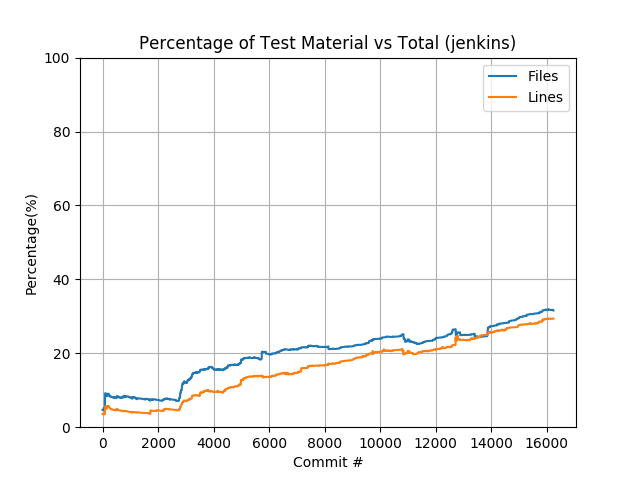 Percentage of Test Material vs Total (jenkins)
100
80
60
40
20
0
Percentage(%)
Files
Lines
0 2000 4000 6000 8000 10000 12000 14000 16000
Commit #